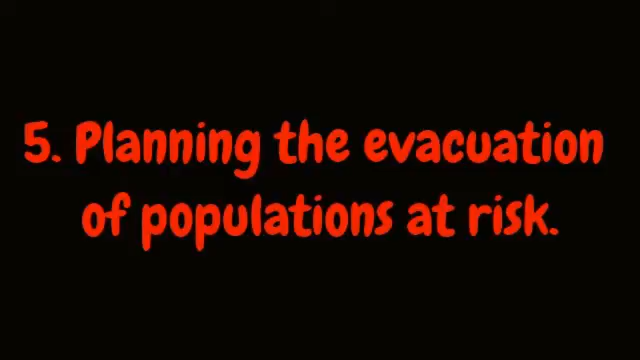 5. Planning the evacuation
of populations at risk.